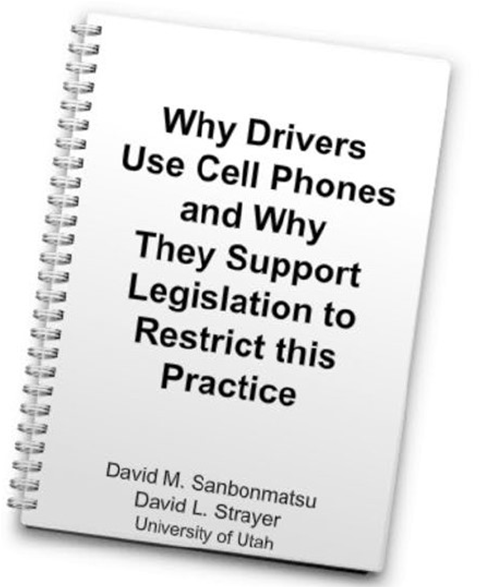 Why Drivers
Use Cell Phones
and Why
They Support
Legislation to
Restrict this
Practice
David M. Sanbonmatsu
David L. Strayer
University of Utah